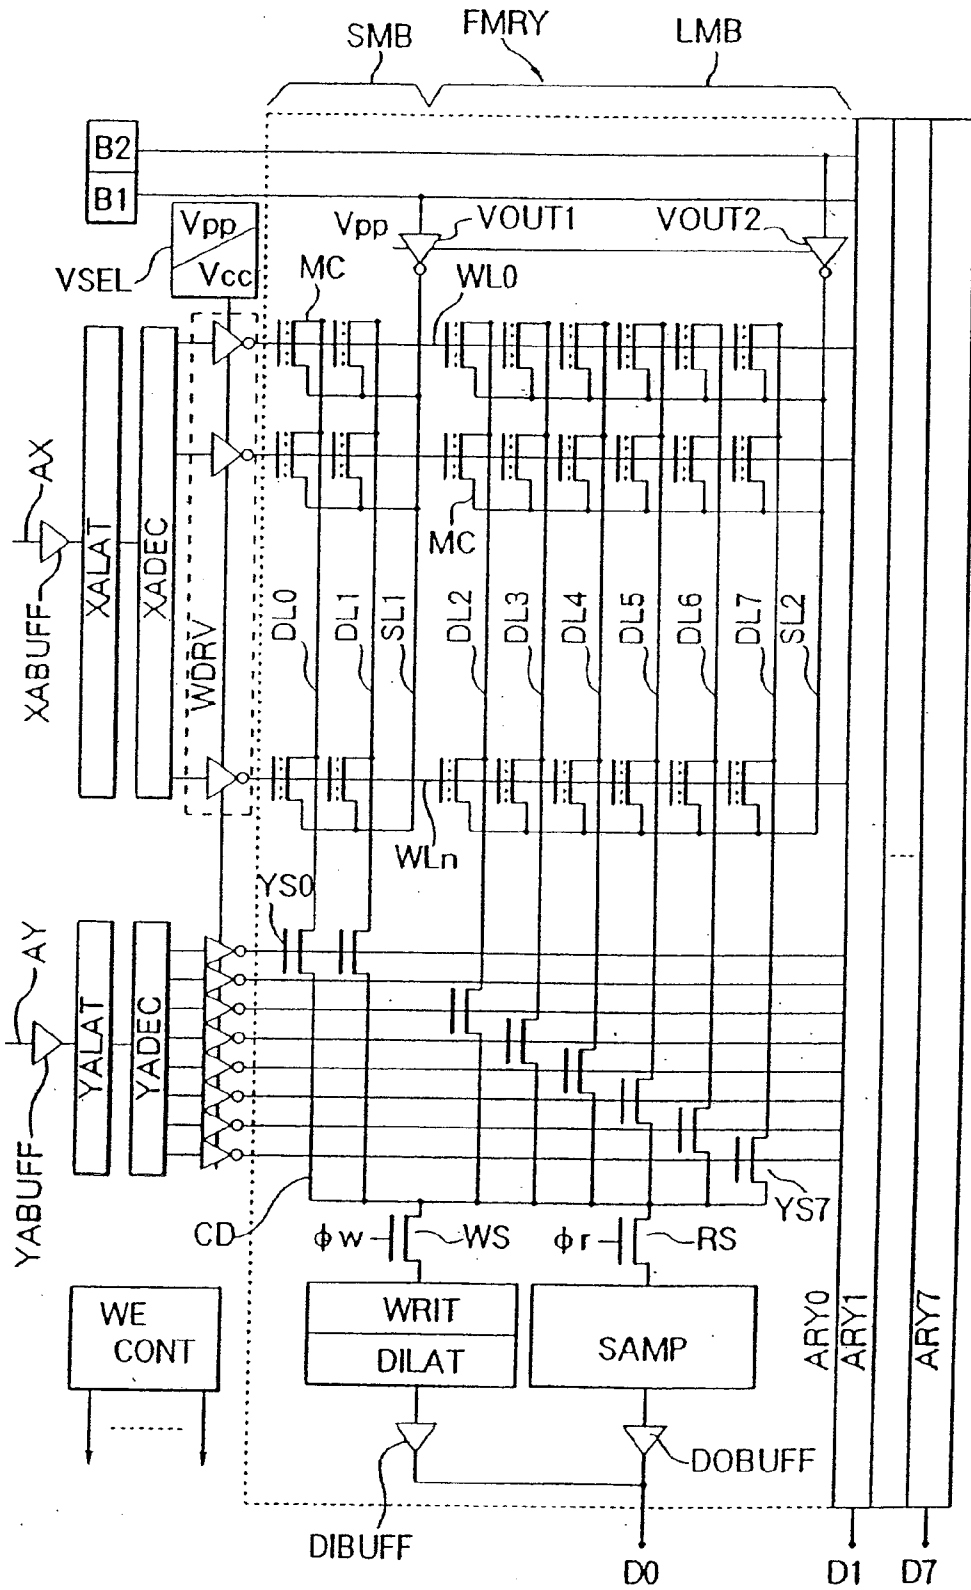 SMB FMRY LMB
B2
B1
Vpp
Vcc
VSEL
Vpp VOUT1 VOUT2
MC WL0
AX
XABUFF
XALAT
XADEC
WDRV
MC
DL0 DL1 SL1 DL2 DL3 DL4 DL5 DL6 DL7 SL2
WLn
YS0
AY
YABUFF
YALAT
YADEC
CD
YS7
ϕw WS ϕr RS
WE
CONT
WRIT
DILAT
SAMP
ARY0 ARY1 ARY7
DIBUFF DOBUFF
D0 D1 D7